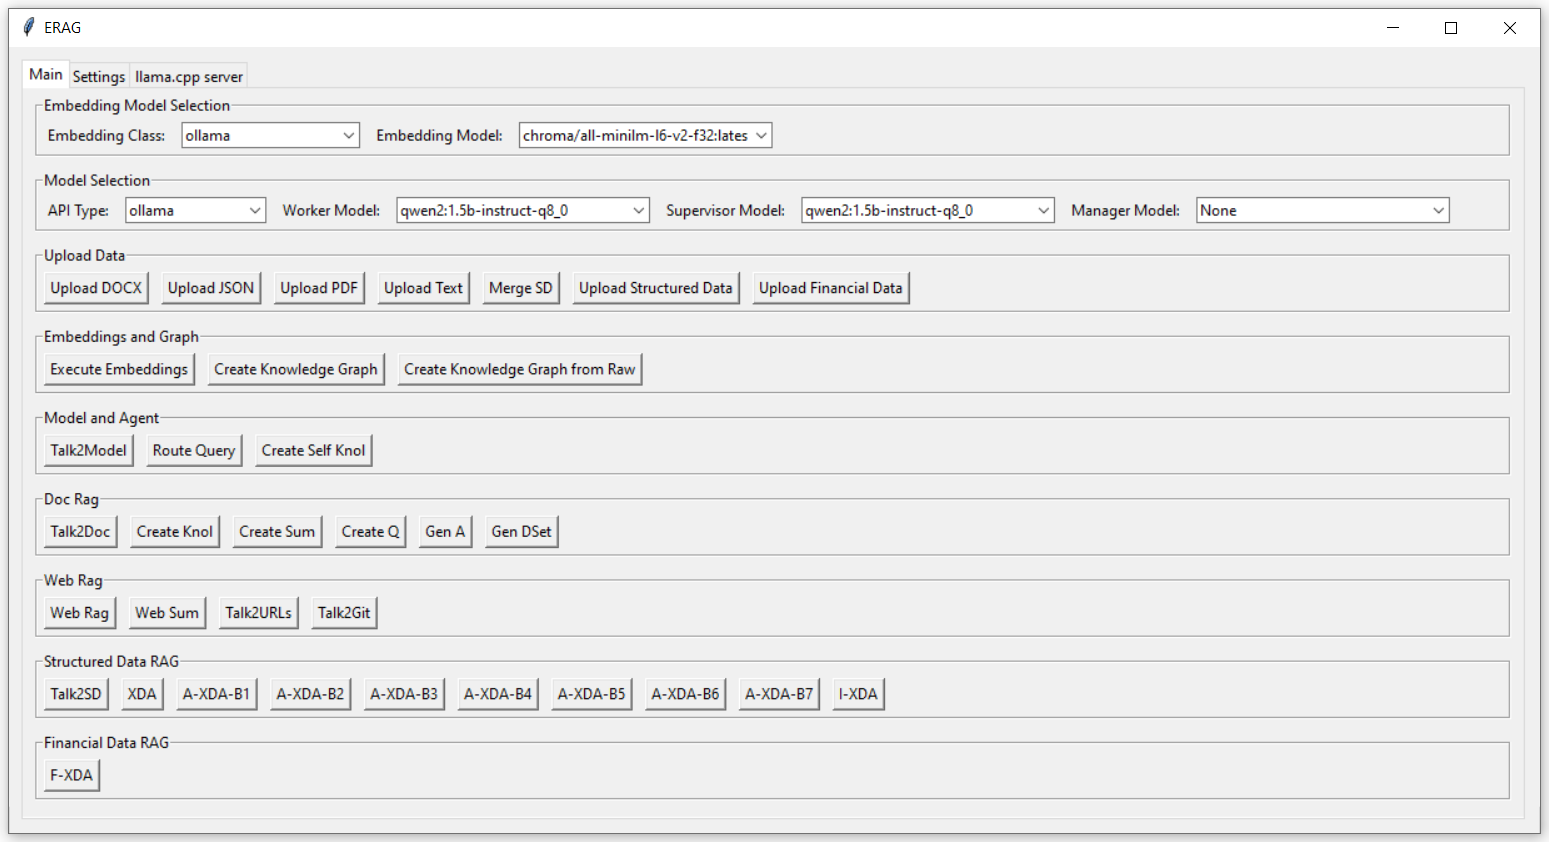 ERAG
Main Settings llama.cpp server
Embedding Model Selection
Embedding Class: ollama Embedding Model: chroma/all-minilm-l6-v2-f32:lates
Model Selection
API Type: ollama Worker Model: qwen2:1.5b-instruct-q8_0 Supervisor Model: qwen2:1.5b-instruct-q8_0 Manager Model: None
Upload Data
Upload DOCX Upload JSON Upload PDF Upload Text Merge SD Upload Structured Data Upload Financial Data
Embeddings and Graph
Execute Embeddings Create Knowledge Graph Create Knowledge Graph from Raw
Model and Agent
Talk2Model Route Query Create Self Knol
Doc Rag
Talk2Doc Create Knol Create Sum Create Q Gen A Gen DSet
Web Rag
Web Rag Web Sum Talk2URLs Talk2Git
Structured Data RAG
Talk2SD XDA A-XDA-B1 A-XDA-B2 A-XDA-B3 A-XDA-B4 A-XDA-B5 A-XDA-B6 A-XDA-B7 I-XDA
Financial Data RAG
F-XDA